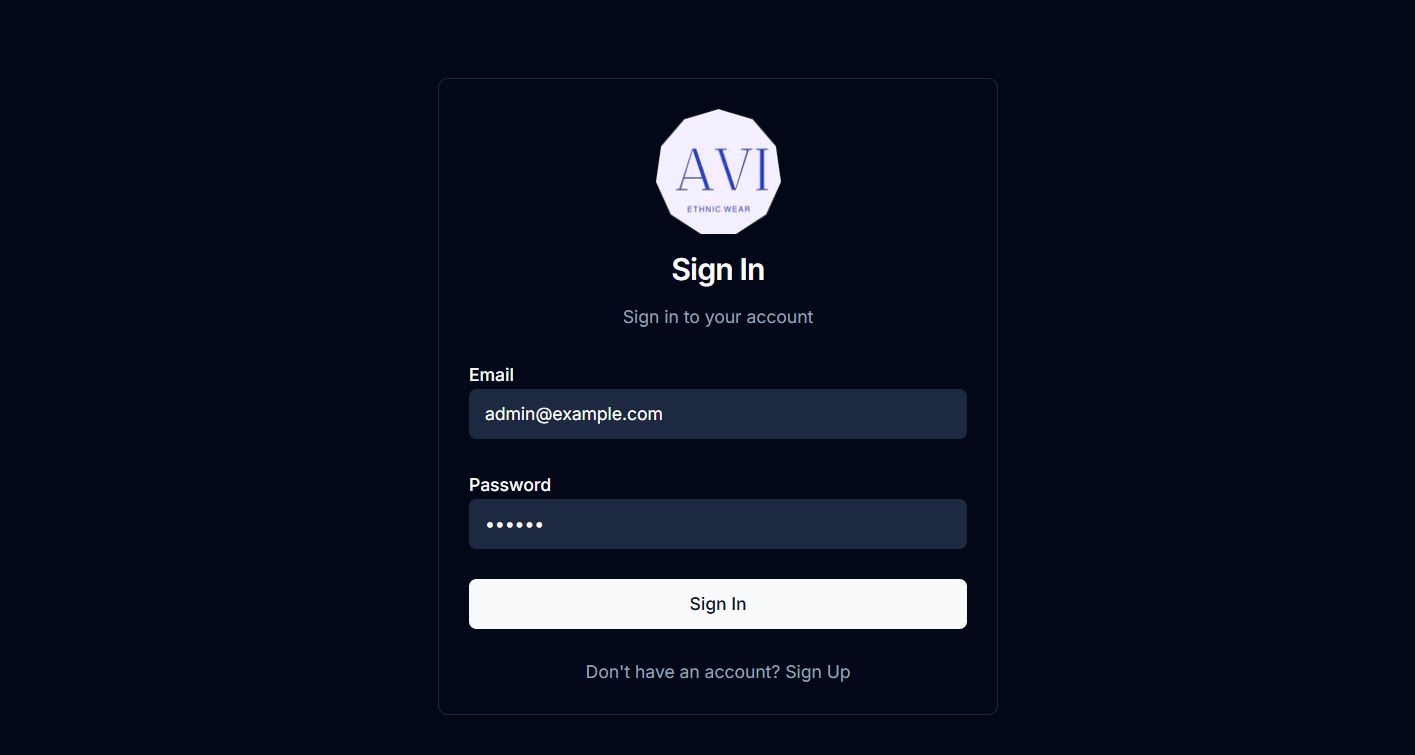 AVI
ETHNIC WEAR
Sign In
Sign in to your account
Email
admin@example.com
Password
••••••
Sign In
Don't have an account? Sign Up